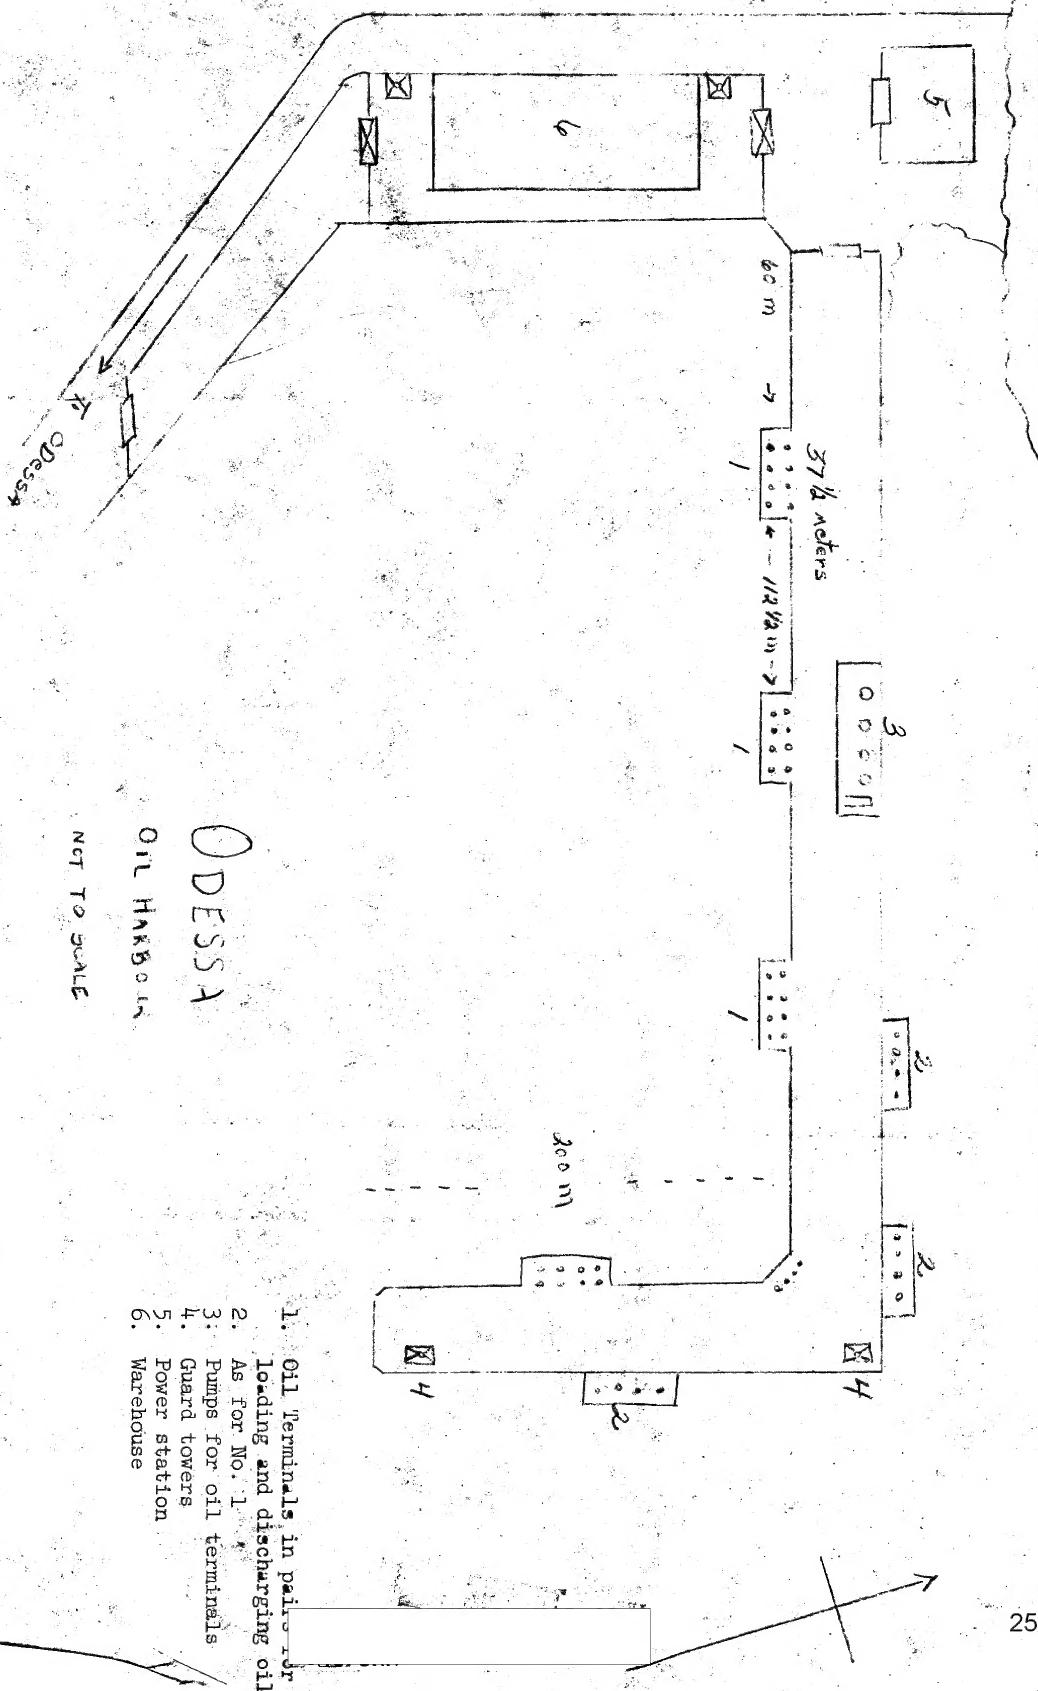 5
6
To Odessa
60 m
37½ meters
1
112½ m
1
3
1
2
2
200 m
4
4
2
ODESSA
OIL HARBOUR
NOT TO SCALE
1. Oil Terminals in pairs for
loading and discharging oil
2. As for No. 1
3. Pumps for oil terminals
4. Guard towers
5. Power station
6. Warehouse
25